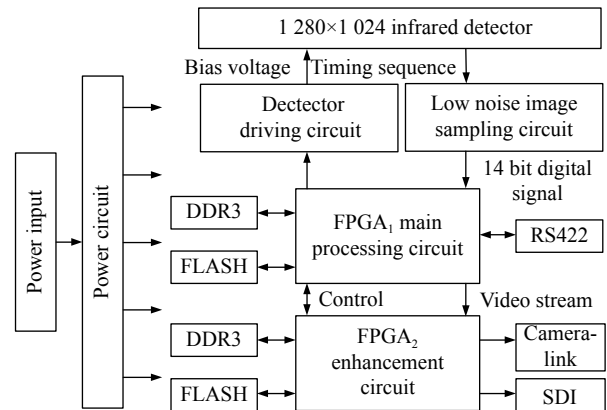 1 280×1 024 infrared detector
Bias voltage
Timing sequence
Dectector
driving circuit
Low noise image
sampling circuit
14 bit digital
signal
Power input
Power circuit
DDR3
FLASH
FPGA₁ main
processing circuit
RS422
Control
Video stream
DDR3
FLASH
FPGA₂
enhancement
circuit
Camera-
link
SDI